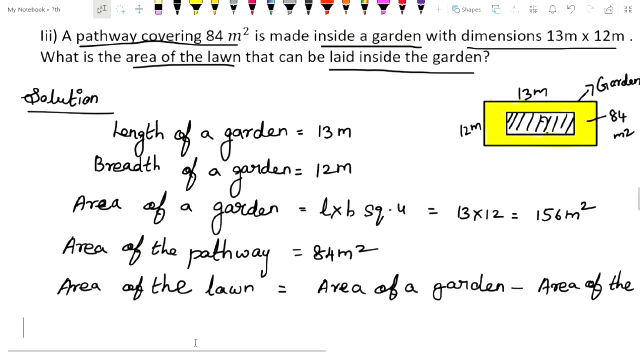 My Notebook • 7th
Shapes
Iii) A pathway covering 84 m² is made inside a garden with dimensions 13m x 12m .
What is the area of the lawn that can be laid inside the garden?
Solution
13m
Garden
12m
84
m²
Length of a garden = 13m
Breadth of a garden = 12m
Area of a garden = l×b sq.u = 13×12 = 156m²
Area of the pathway = 84m²
Area of the lawn = Area of a garden – Area of the